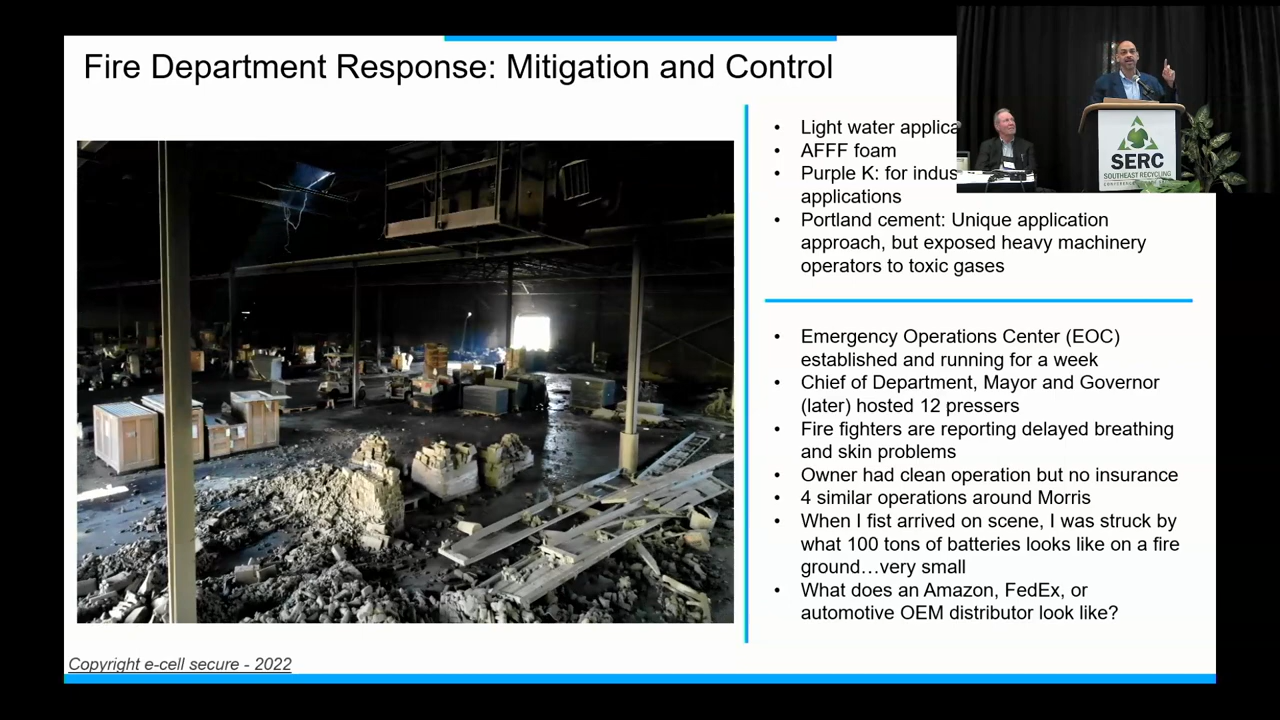 Fire Department Response: Mitigation and Control
• Light water applica
• AFFF foam
• Purple K: for indus
applications
• Portland cement: Unique application
approach, but exposed heavy machinery
operators to toxic gases
• Emergency Operations Center (EOC)
established and running for a week
• Chief of Department, Mayor and Governor
(later) hosted 12 pressers
• Fire fighters are reporting delayed breathing
and skin problems
• Owner had clean operation but no insurance
• 4 similar operations around Morris
• When I fist arrived on scene, I was struck by
what 100 tons of batteries looks like on a fire
ground…very small
• What does an Amazon, FedEx, or
automotive OEM distributor look like?
Copyright e-cell secure - 2022
SERC
SOUTHEAST RECYCLING